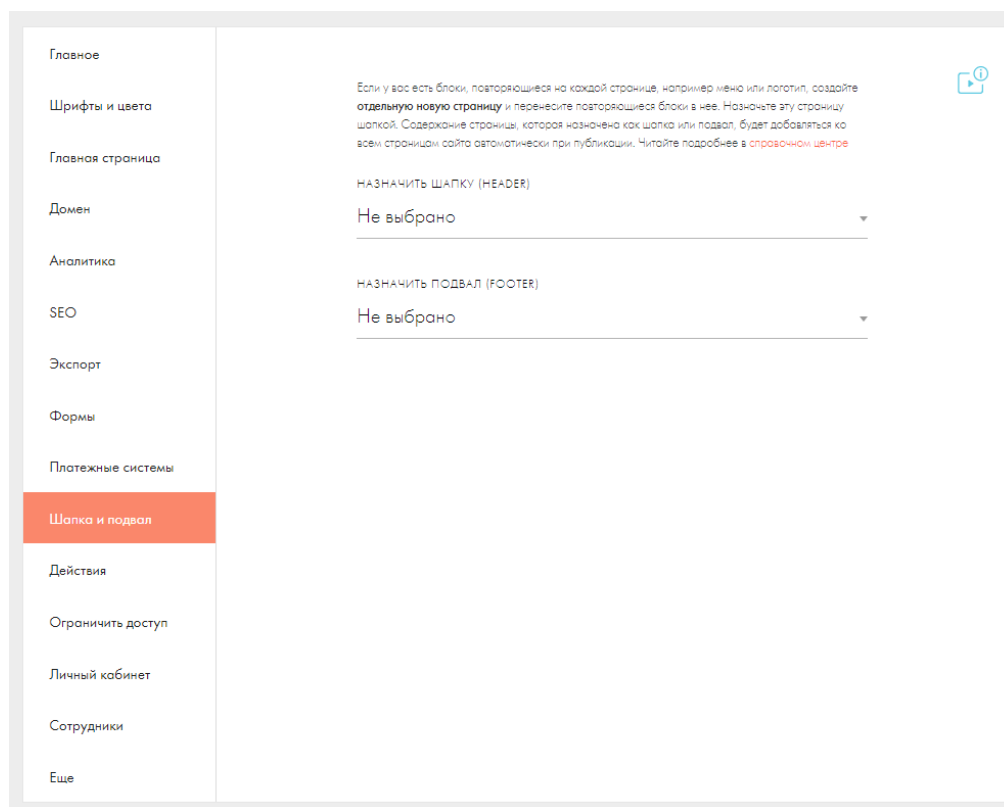 Главное
Шрифты и цвета
Главная страница
Домен
Аналитика
SEO
Экспорт
Формы
Платежные системы
Шапка и подвал
Действия
Ограничить доступ
Личный кабинет
Сотрудники
Еще
Если у вас есть блоки, повторяющиеся на каждой странице, например меню или логотип, создайте
отдельную новую страницу и перенесите повторяющиеся блоки в нее. Назначьте эту страницу
шапкой. Содержание страницы, которая назначена как шапка или подвал, будет добавляться ко
всем страницам сайта автоматически при публикации. Читайте подробнее в справочном центре
НАЗНАЧИТЬ ШАПКУ (HEADER)
Не выбрано
НАЗНАЧИТЬ ПОДВАЛ (FOOTER)
Не выбрано